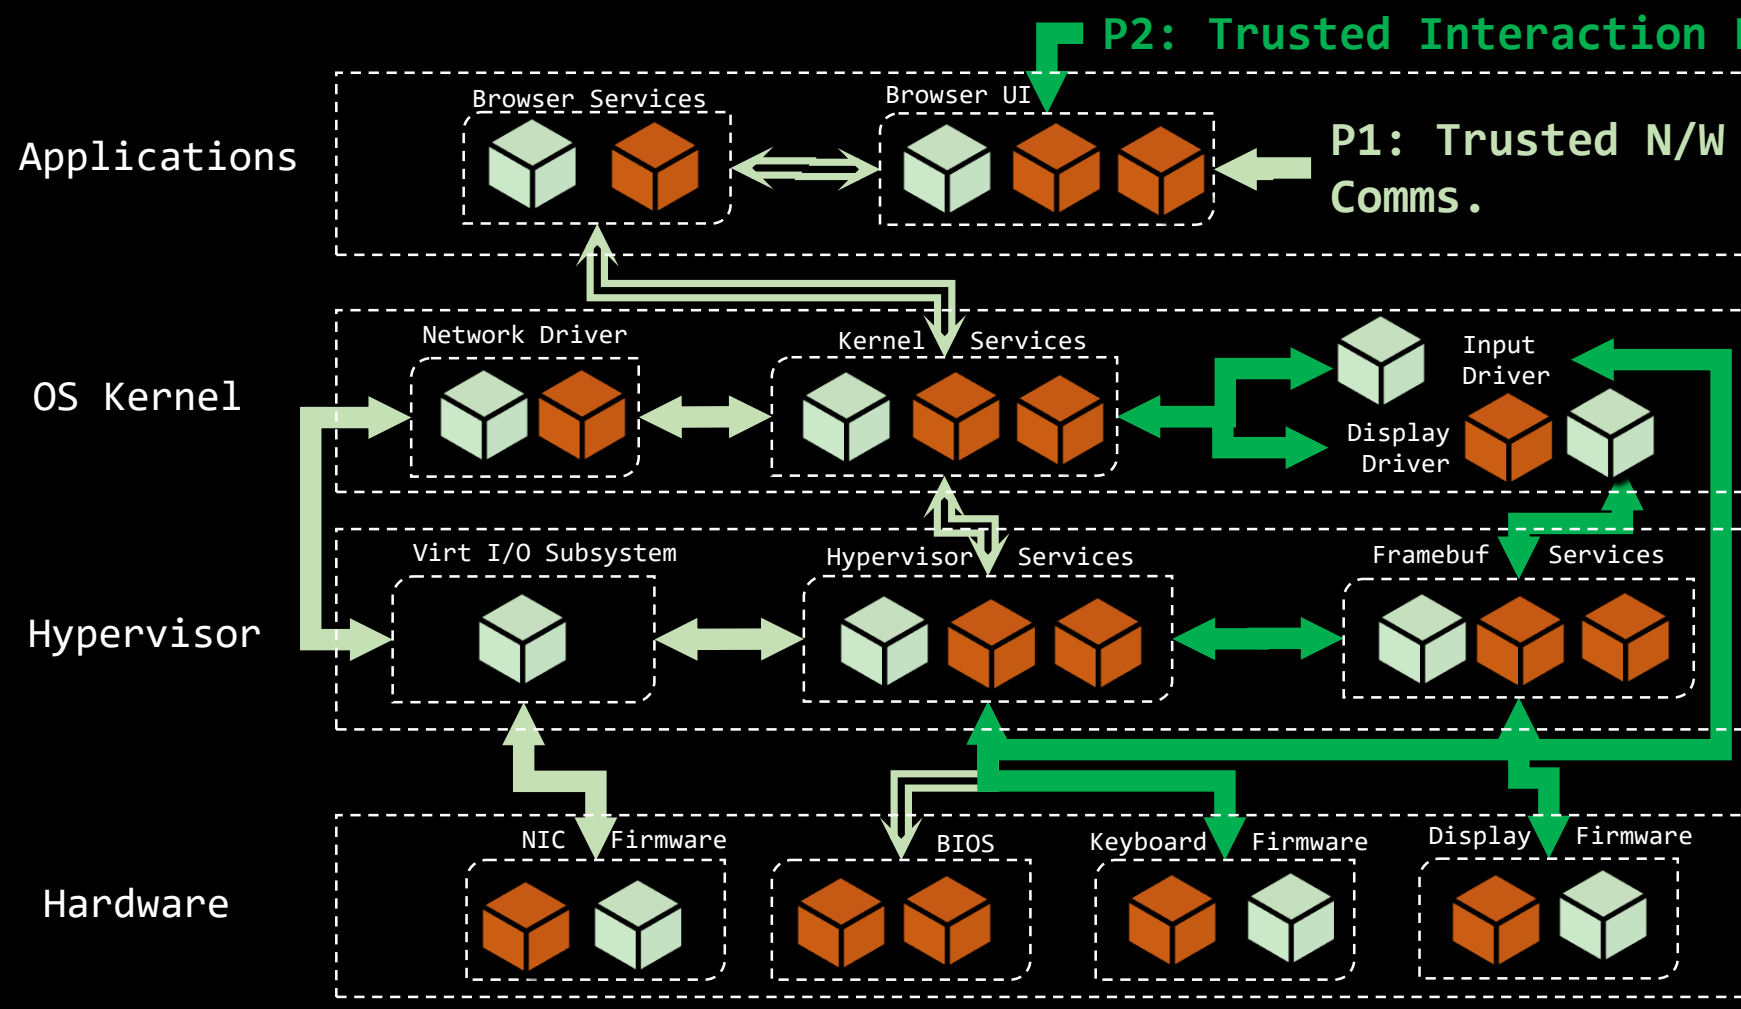 P2: Trusted Interaction
Browser Services
Browser UI
Applications
P1: Trusted N/W
Comms.
Network Driver
Kernel Services
Input
Driver
OS Kernel
Display
Driver
Virt I/O Subsystem
Hypervisor Services
Framebuf Services
Hypervisor
NIC Firmware
BIOS
Keyboard Firmware
Display Firmware
Hardware